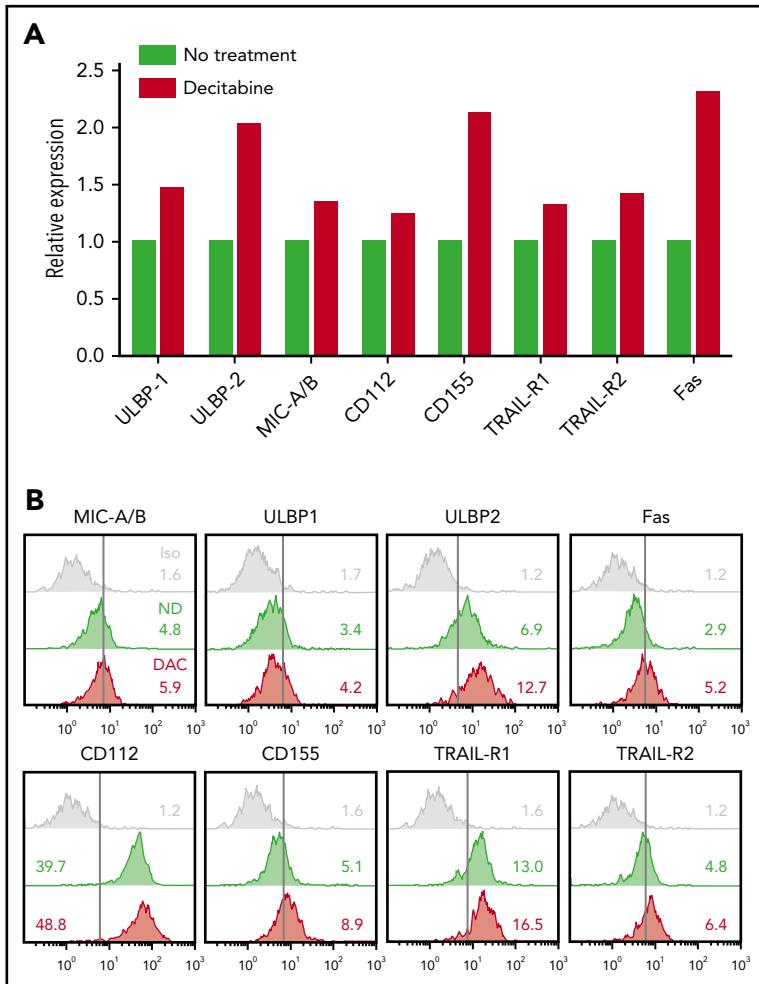 A
No treatment
Decitabine
Relative expression
2.5
2.0
1.5
1.0
0.5
0.0
ULBP-1
ULBP-2
MIC-A/B
CD112
CD155
TRAIL-R1
TRAIL-R2
Fas
B
MIC-A/B
Iso
1.6
ND
4.8
DAC
5.9
10⁰ 10¹ 10² 10³
ULBP1
1.7
3.4
4.2
10⁰ 10¹ 10² 10³
ULBP2
1.2
6.9
12.7
10⁰ 10¹ 10² 10³
Fas
1.2
2.9
5.2
10⁰ 10¹ 10² 10³
CD112
1.2
39.7
48.8
10⁰ 10¹ 10² 10³
CD155
1.6
5.1
8.9
10⁰ 10¹ 10² 10³
TRAIL-R1
1.6
13.0
16.5
10⁰ 10¹ 10² 10³
TRAIL-R2
1.2
4.8
6.4
10⁰ 10¹ 10² 10³